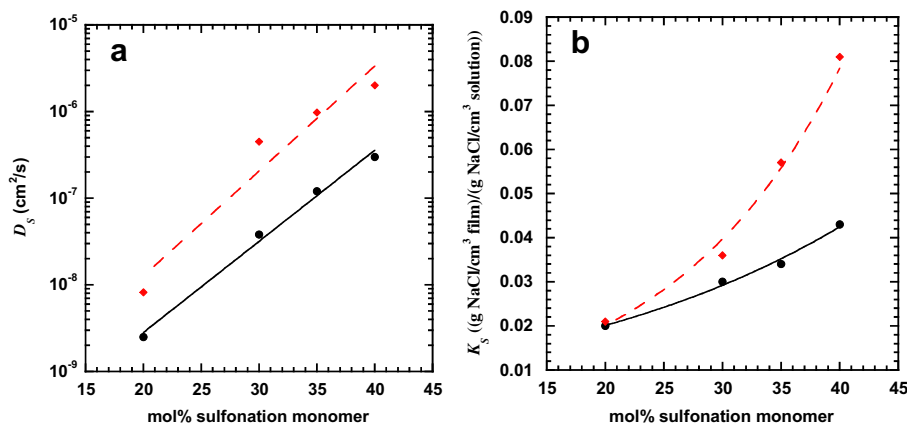 a
10⁻⁵
10⁻⁶
10⁻⁷
10⁻⁸
10⁻⁹
D_S (cm²/s)
15 20 25 30 35 40 45
mol% sulfonation monomer
b
0.09
0.08
0.07
0.06
0.05
0.04
0.03
0.02
0.01
K_S ((g NaCl/cm³ film)/(g NaCl/cm³ solution))
15 20 25 30 35 40 45
mol% sulfonation monomer